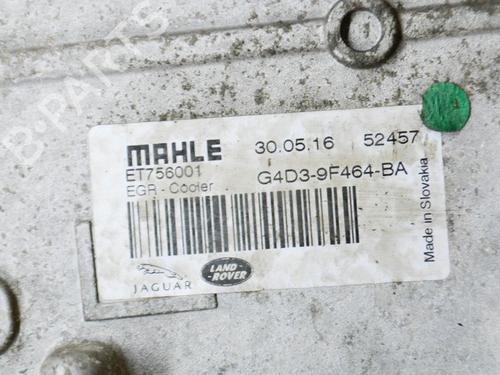 B-PARTS
MAHLE 30.05.16 52457
ET756001
EGR - Cooler G4D3-9F464-BA
JAGUAR
LAND-
ROVER
Made in Slovakia